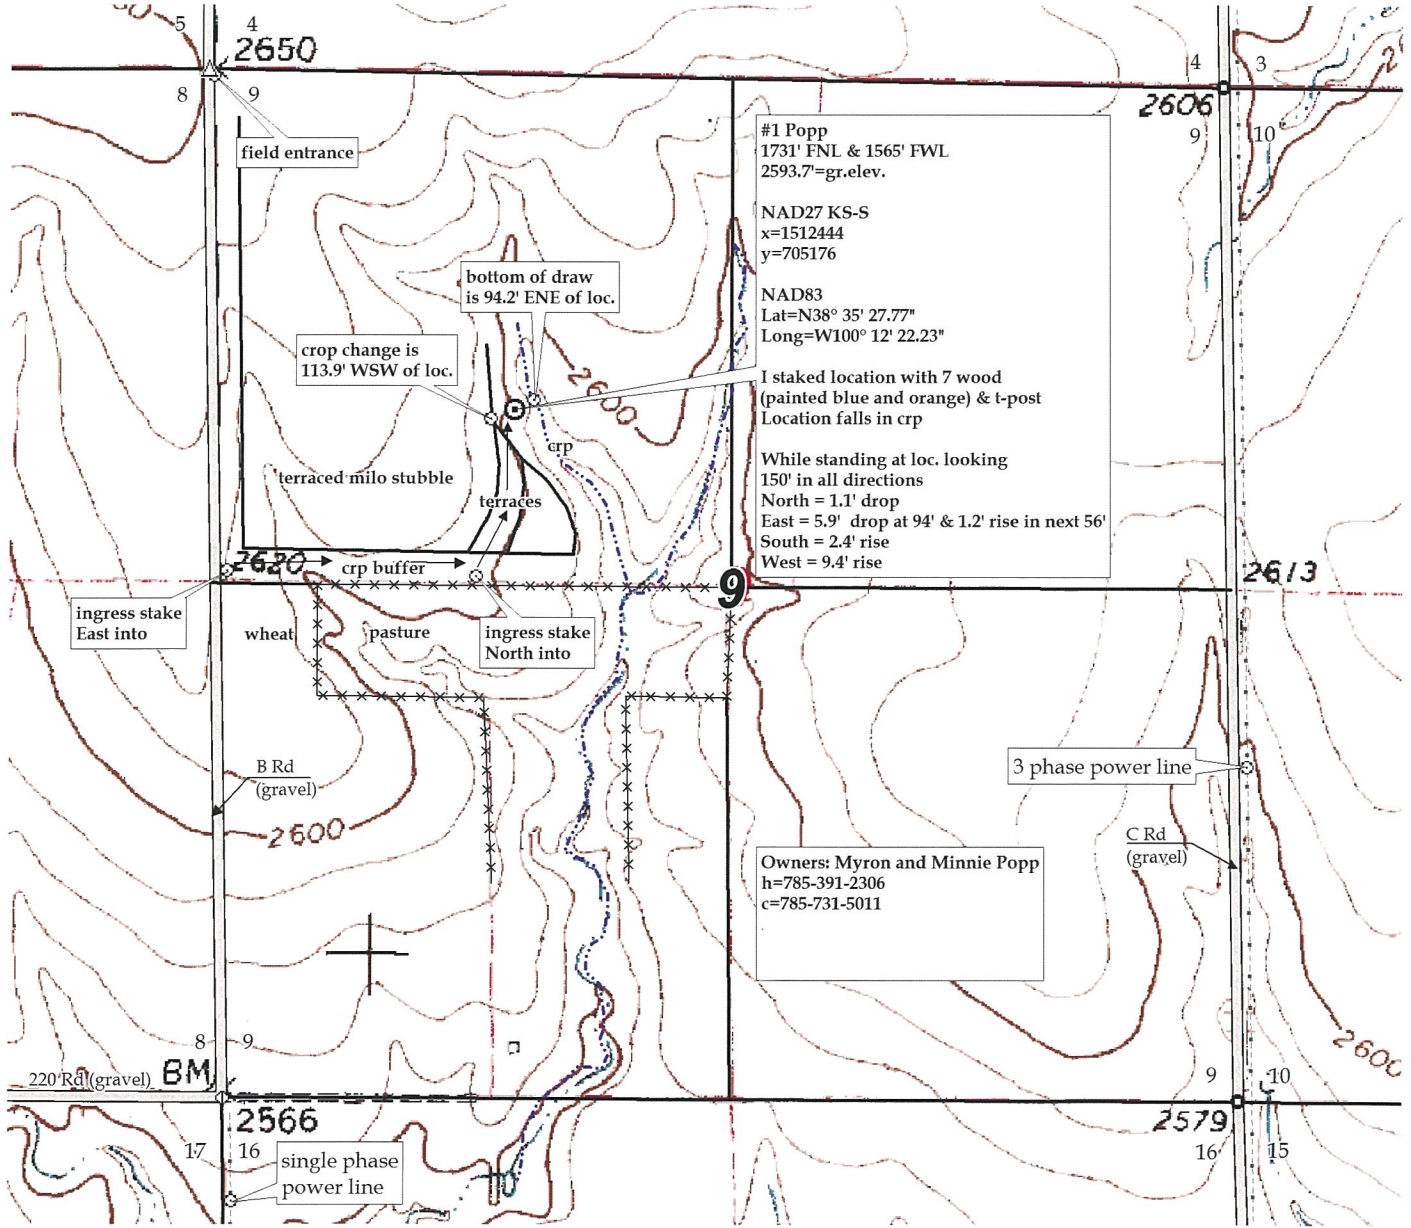 5 4
2650
4 3
8 9
2606
9 10
field entrance
#1 Popp
1731' FNL & 1565' FWL
2593.7'=gr.elev.
NAD27 KS-S
x=1512444
y=705176
NAD83
Lat=N38° 35' 27.77"
Long=W100° 12' 22.23"
I staked location with 7 wood
(painted blue and orange) & t-post
Location falls in crp
While standing at loc. looking
150' in all directions
North = 1.1' drop
East = 5.9' drop at 94' & 1.2' rise in next 56'
South = 2.4' rise
West = 9.4' rise
bottom of draw
is 94.2' ENE of loc.
crop change is
113.9' WSW of loc.
2600
crp
terraced milo stubble
terraces
2620
crp buffer
9
2613
ingress stake
East into
wheat
pasture
ingress stake
North into
B Rd
(gravel)
2600
3 phase power line
C Rd
(gravel)
Owners: Myron and Minnie Popp
h=785-391-2306
c=785-731-5011
2600
8 9
220 Rd (gravel)
BM
9 10
2566
2579
17 16
16 15
single phase
power line